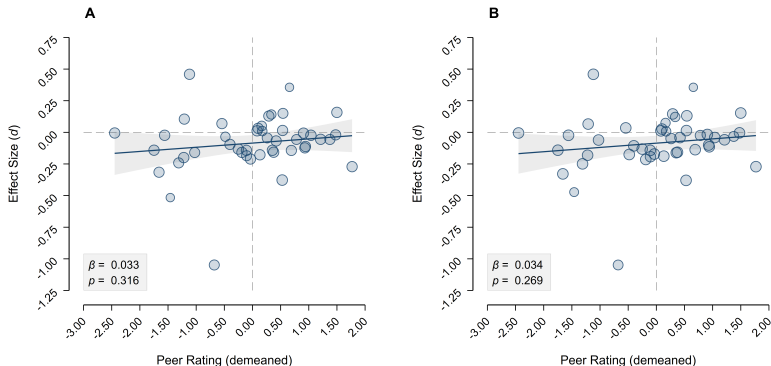 A
Effect Size (d)
0.75
0.50
0.25
0.00
-0.25
-0.50
-0.75
-1.00
-1.25
β = 0.033
p = 0.316
-3.00 -2.50 -2.00 -1.50 -1.00 -0.50 0.00 0.50 1.00 1.50 2.00
Peer Rating (demeaned)
B
Effect Size (d)
0.75
0.50
0.25
0.00
-0.25
-0.50
-0.75
-1.00
-1.25
β = 0.034
p = 0.269
-3.00 -2.50 -2.00 -1.50 -1.00 -0.50 0.00 0.50 1.00 1.50 2.00
Peer Rating (demeaned)